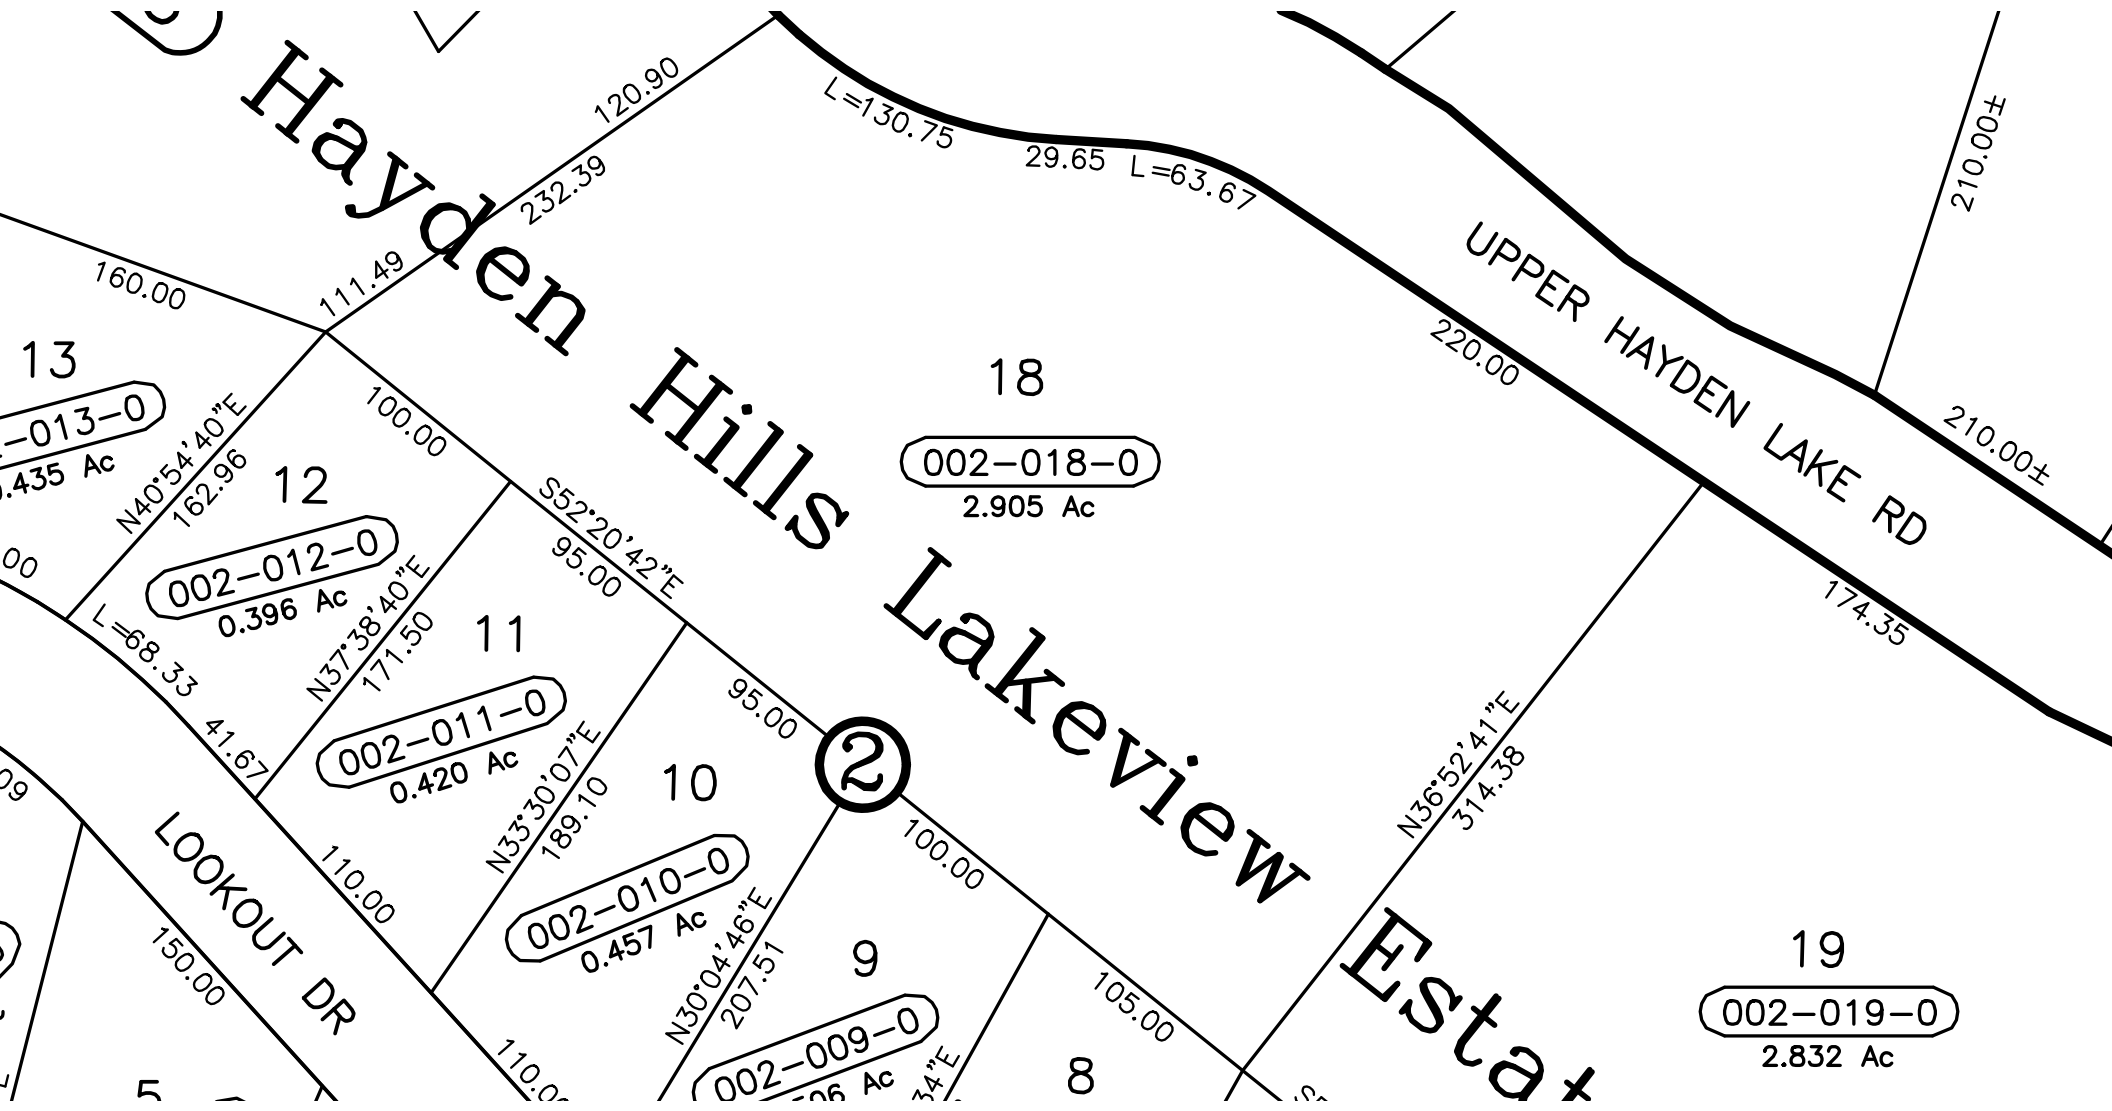 Hayden Hills Lakeview Estat
120.90
232.39
111.49
160.00
L=130.75
29.65
L=63.67
220.00
UPPER HAYDEN LAKE RD
210.00±
210.00±
174.35
18
002-018-0
2.905 Ac
13
-013-0
.435 Ac
N40°54'40"E
162.96
100.00
12
002-012-0
0.396 Ac
S52°20'42"E
95.00
00
L=68.33
N37°38'40"E
171.50
11
002-011-0
0.420 Ac
41.67
95.00
2
N33°30'07"E
189.10
10
002-010-0
0.457 Ac
09
LOOKOUT DR
110.00
150.00
110.00
100.00
N30°04'46"E
207.51
9
002-009-0
06 Ac
34"E
105.00
8
5
N36°52'41"E
314.38
19
002-019-0
2.832 Ac